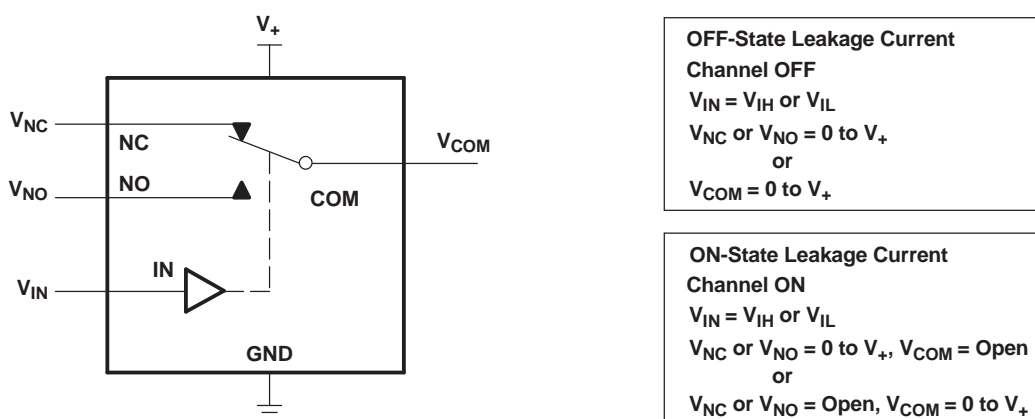 V+
VNC
NC
VCOM
VNO
NO
COM
IN
VIN
GND
OFF-State Leakage Current
Channel OFF
VIN = VIH or VIL
VNC or VNO = 0 to V+
or
VCOM = 0 to V+
ON-State Leakage Current
Channel ON
VIN = VIH or VIL
VNC or VNO = 0 to V+, VCOM = Open
or
VNC or VNO = Open, VCOM = 0 to V+